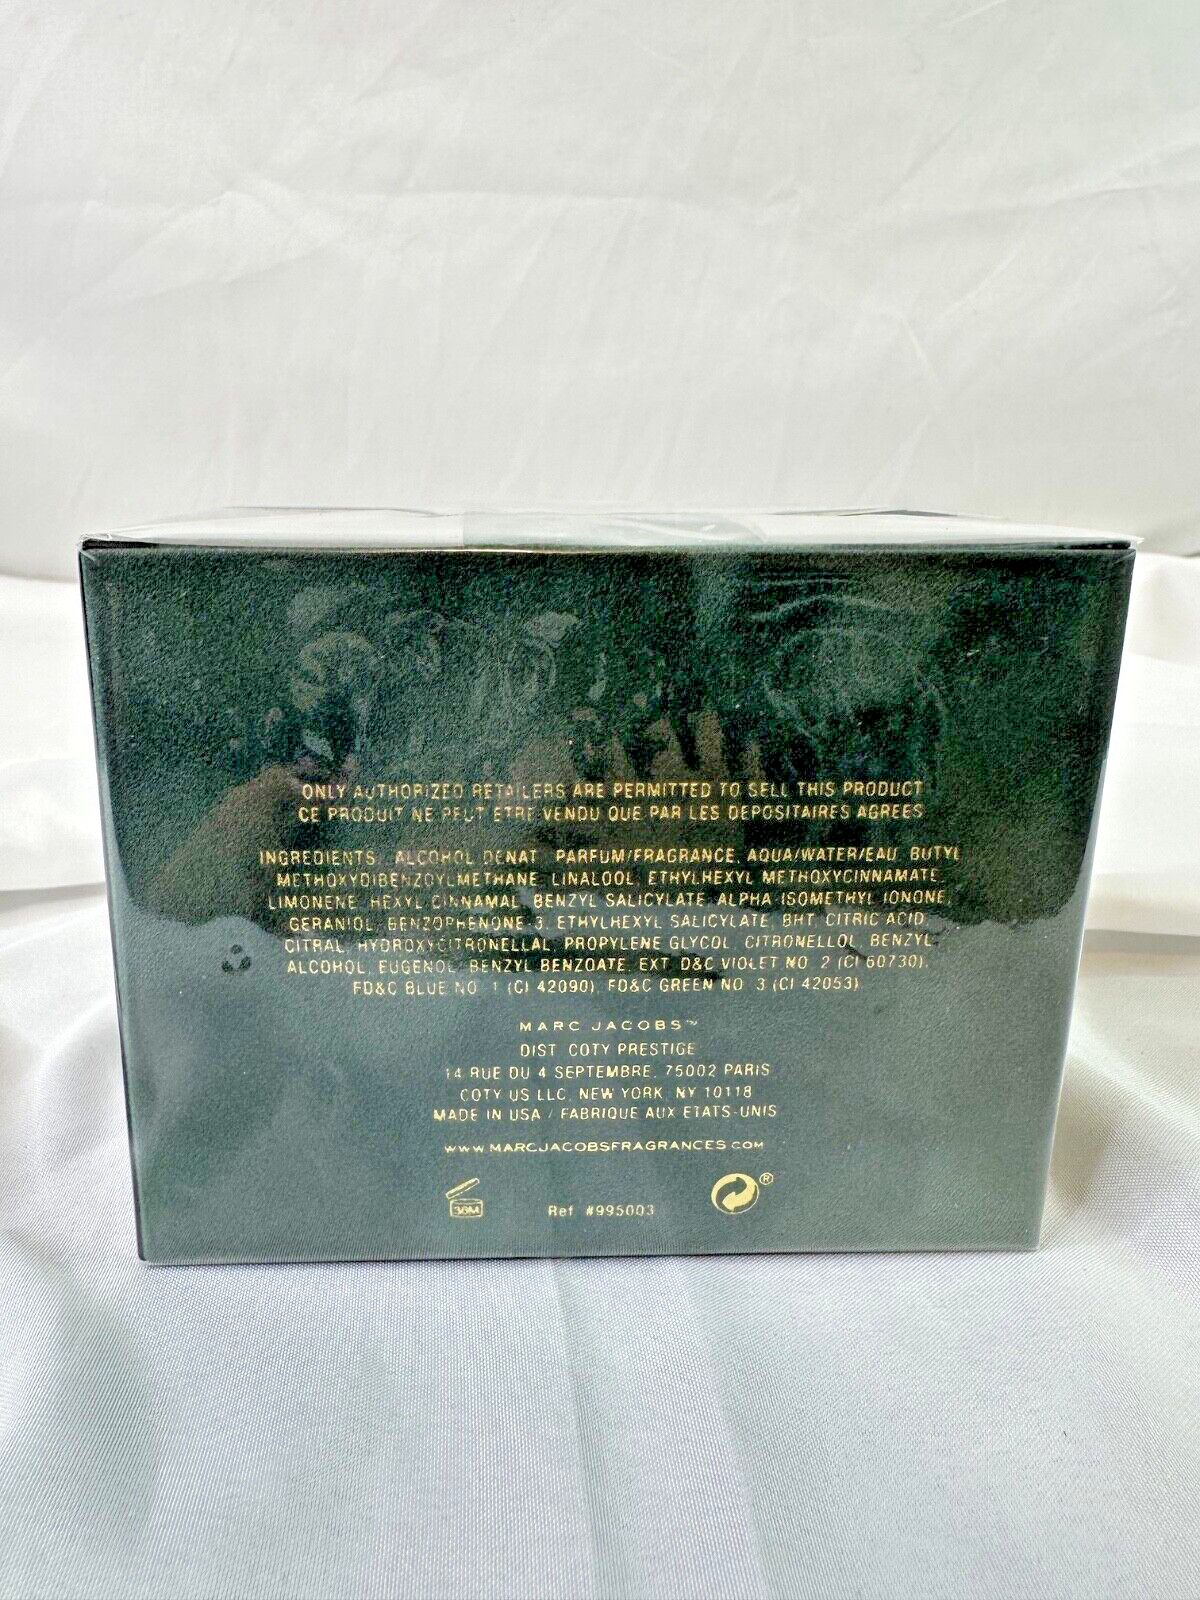 ONLY AUTHORIZED RETAILERS ARE PERMITTED TO SELL THIS PRODUCT
CE PRODUIT NE PEUT ETRE VENDU QUE PAR LES DEPOSITAIRES AGREES
INGREDIENTS: ALCOHOL DENAT. PARFUM/FRAGRANCE, AQUA/WATER/EAU, BUTYL
METHOXYDIBENZOYLMETHANE, LINALOOL, ETHYLHEXYL METHOXYCINNAMATE,
LIMONENE, HEXYL CINNAMAL, BENZYL SALICYLATE, ALPHA-ISOMETHYL IONONE,
GERANIOL, BENZOPHENONE-3, ETHYLHEXYL SALICYLATE, BHT, CITRIC ACID,
CITRAL, HYDROXYCITRONELLAL, PROPYLENE GLYCOL, CITRONELLOL, BENZYL
ALCOHOL, EUGENOL, BENZYL BENZOATE, EXT. D&C VIOLET NO. 2 (CI 60730),
FD&C BLUE NO. 1 (CI 42090), FD&C GREEN NO. 3 (CI 42053)
MARC JACOBS™
DIST. COTY PRESTIGE
14 RUE DU 4 SEPTEMBRE, 75002 PARIS
COTY US LLC, NEW YORK, NY 10118
MADE IN USA / FABRIQUE AUX ETATS-UNIS
WWW.MARCJACOBSFRAGRANCES.COM
36M Ref. #995003 ®